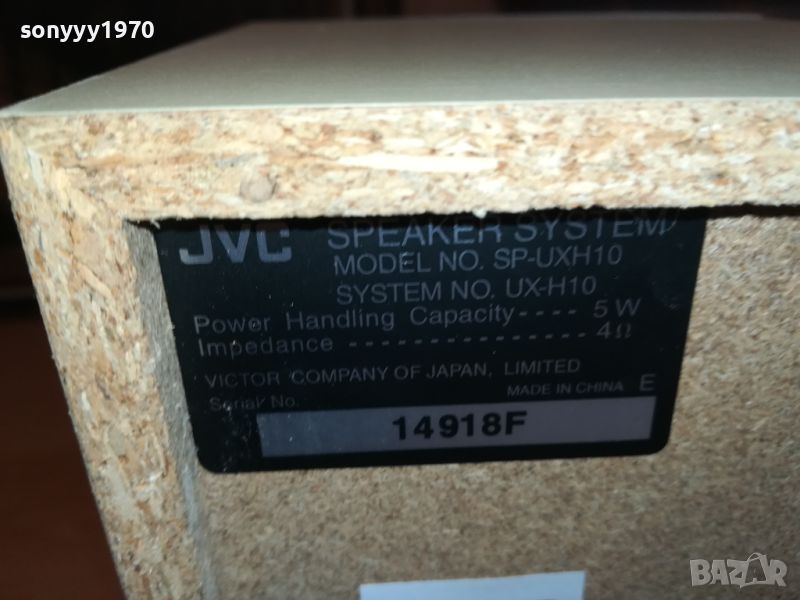 sonyyy1970
JVC SPEAKER SYSTEM
MODEL NO. SP-UXH10
SYSTEM NO. UX-H10
Power Handling Capacity---- 5 W
Impedance --------------- 4Ω
VICTOR COMPANY OF JAPAN, LIMITED
Serial No. MADE IN CHINA E
14918F
BAZAR